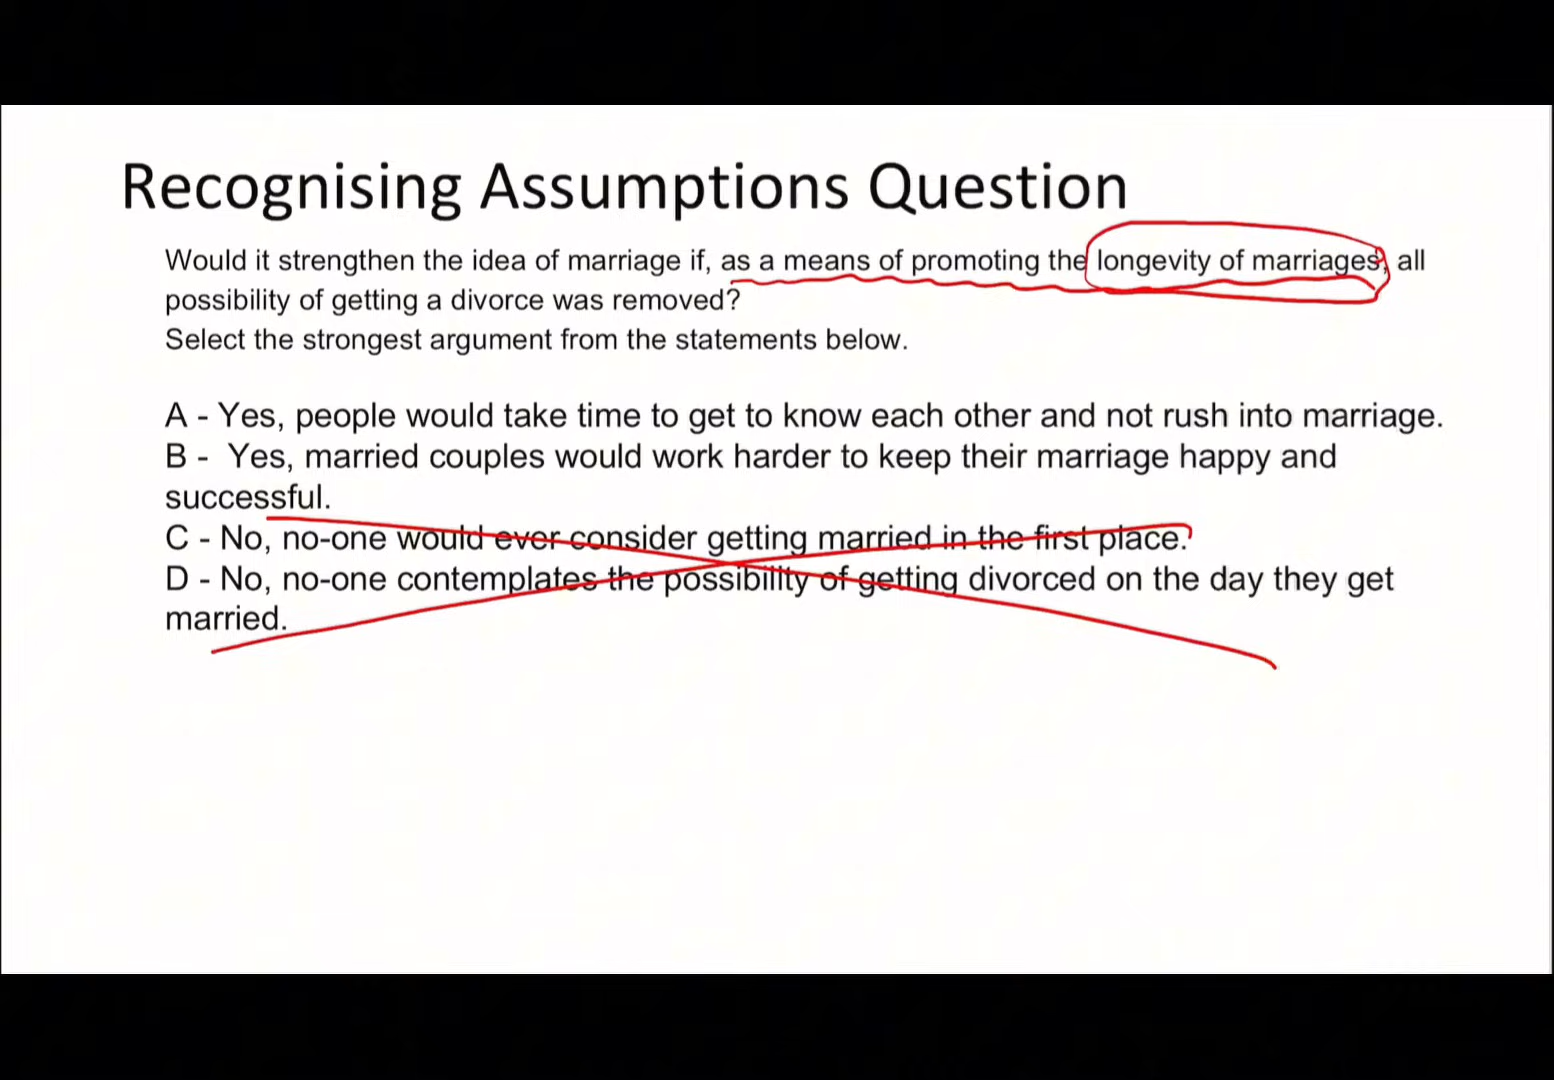 Recognising Assumptions Question
Would it strengthen the idea of marriage if, as a means of promoting the longevity of marriages, all
possibility of getting a divorce was removed?
Select the strongest argument from the statements below.
A - Yes, people would take time to get to know each other and not rush into marriage.
B -  Yes, married couples would work harder to keep their marriage happy and
successful.
C - No, no-one would ever consider getting married in the first place.
D - No, no-one contemplates the possibility of getting divorced on the day they get
married.